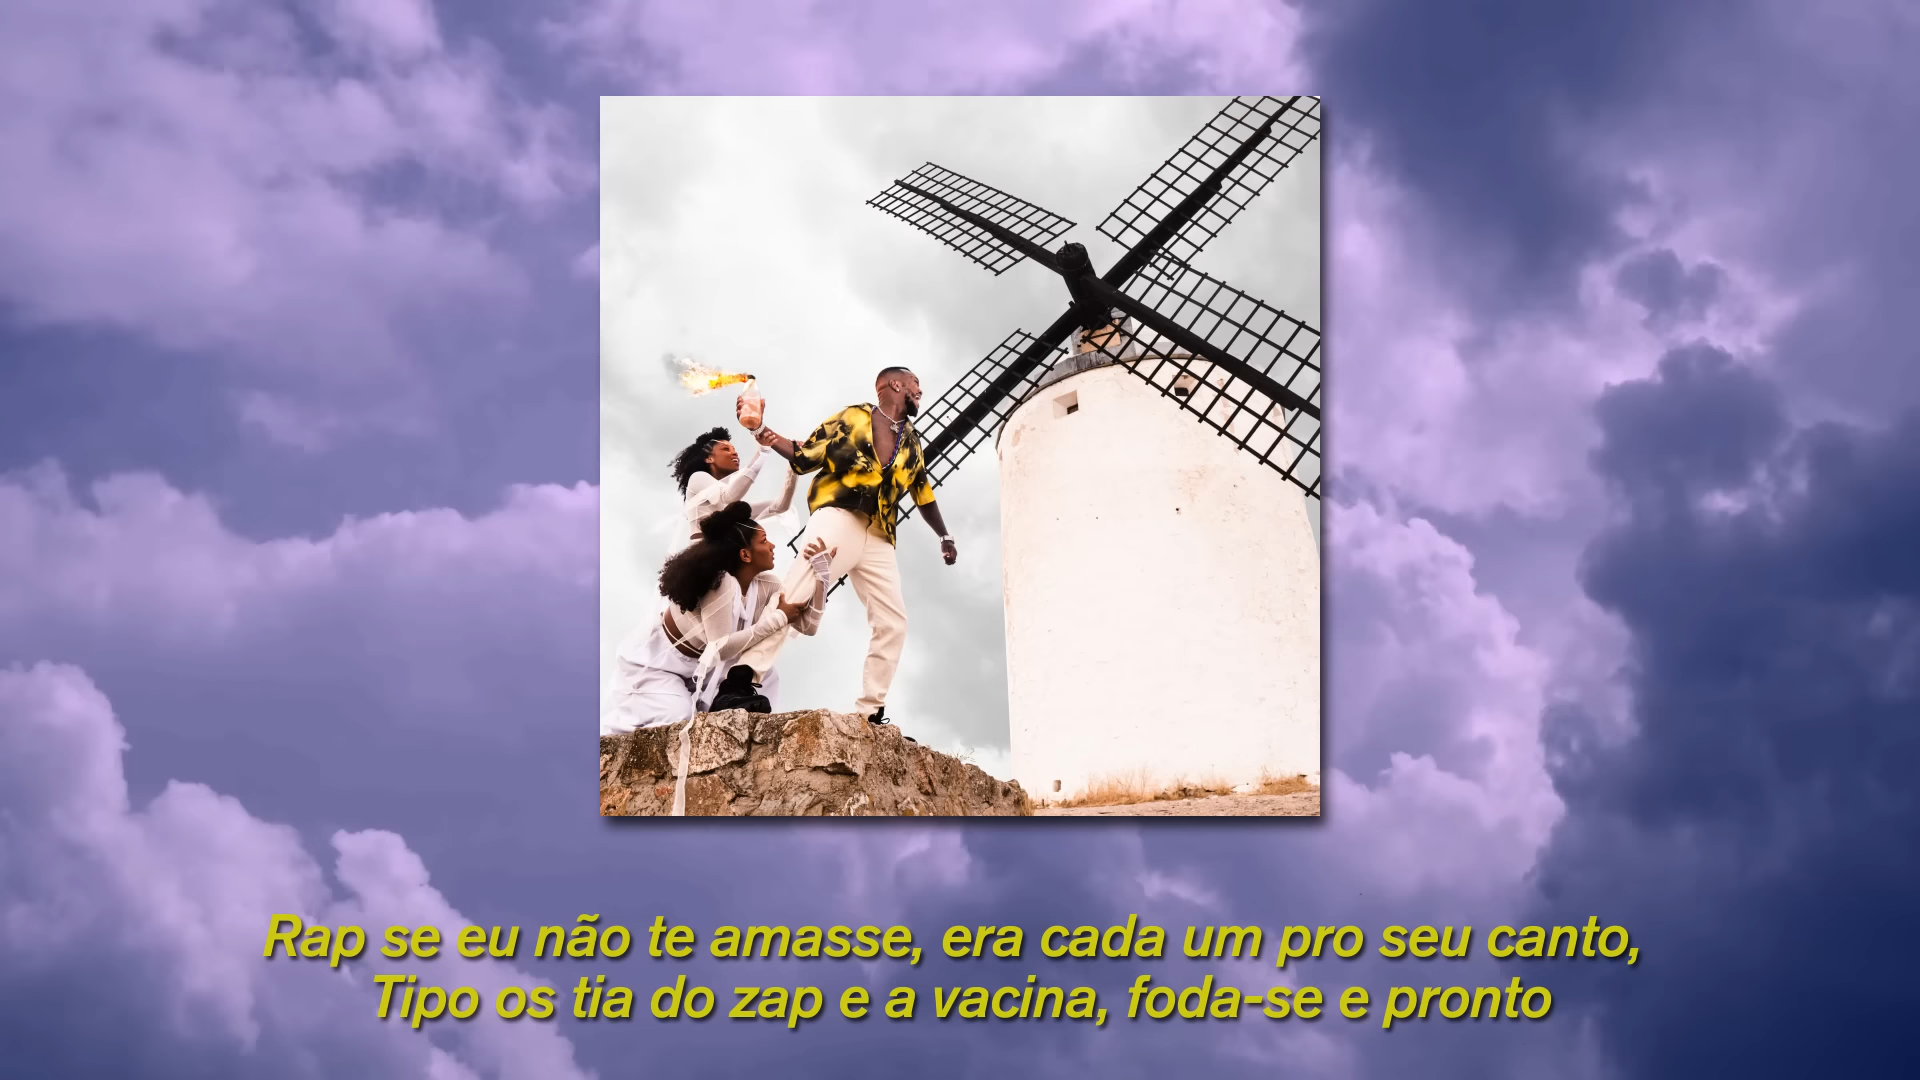 Rap se eu não te amasse, era cada um pro seu canto,
Tipo os tia do zap e a vacina, foda-se e pronto